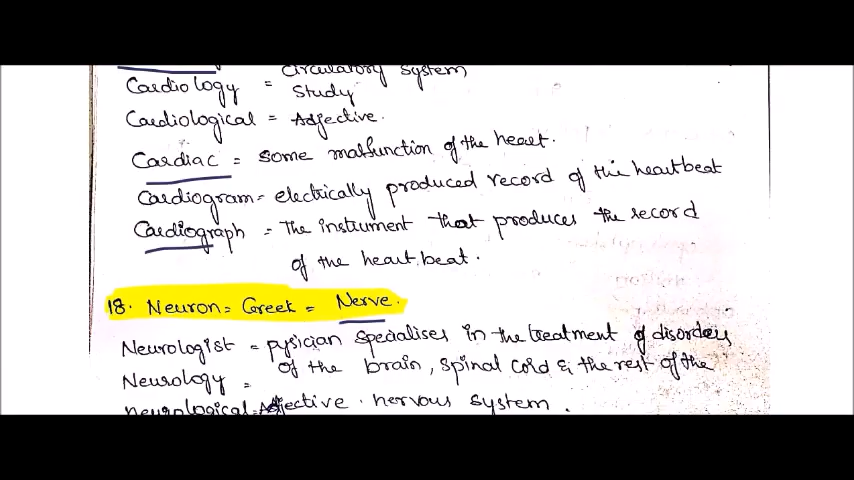 circulatory system
Cardiology = Study
Cardiological = Adjective.
Cardiac = some malfunction of the heart.
Cardiogram = electrically produced record of the heartbeat
Cardiograph = The instrument that produces the record
of the heart beat.
18. Neuron = Greek = Nerve.
Neurologist = pysician specialises in the treatment of disorders
Neurology = of the brain, spinal cord & the rest of the
neurological = Adjective. nervous system.